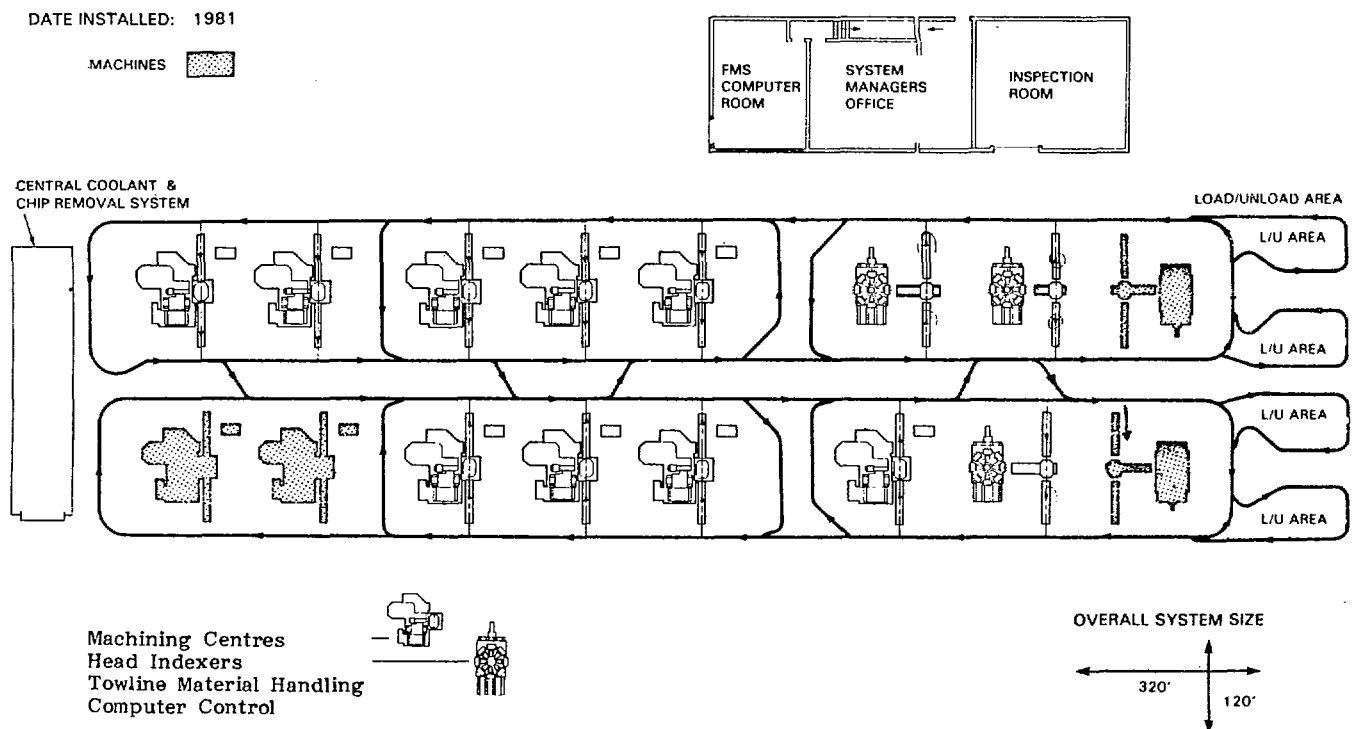 DATE INSTALLED: 1981
MACHINES
FMS
COMPUTER
ROOM
SYSTEM
MANAGERS
OFFICE
INSPECTION
ROOM
CENTRAL COOLANT &
CHIP REMOVAL SYSTEM
LOAD/UNLOAD AREA
L/U AREA
L/U AREA
L/U AREA
L/U AREA
Machining Centres
Head Indexers
Towline Material Handling
Computer Control
OVERALL SYSTEM SIZE
320'
120'